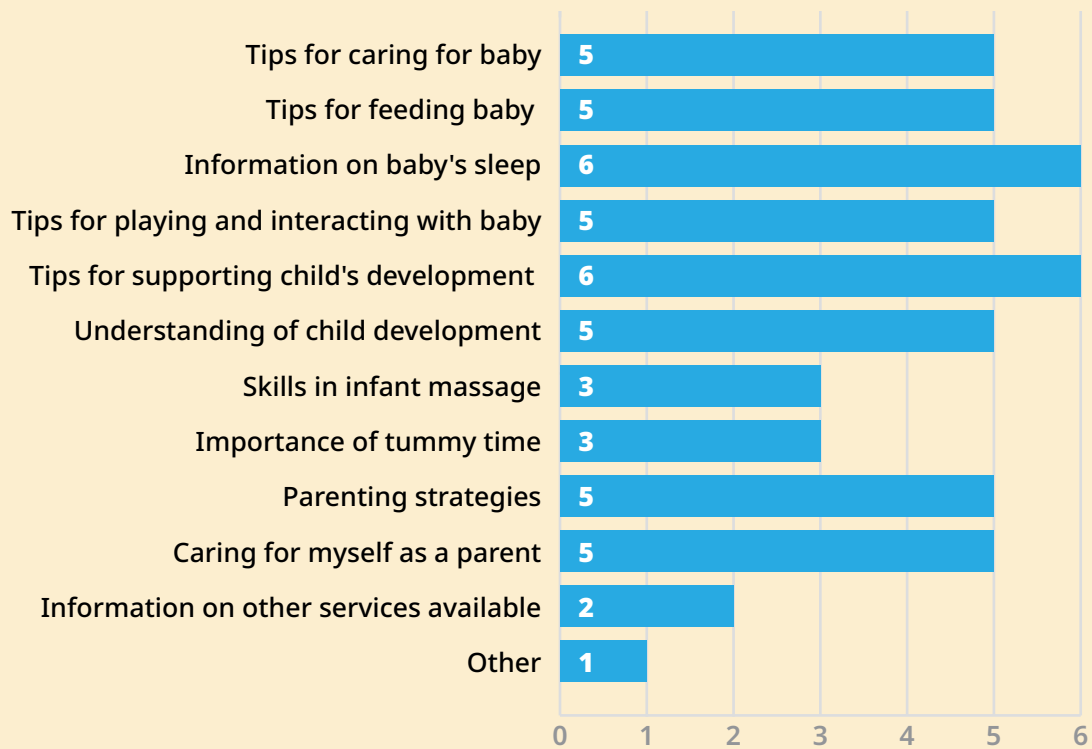 Tips for caring for baby 5
Tips for feeding baby 5
Information on baby's sleep 6
Tips for playing and interacting with baby 5
Tips for supporting child's development 6
Understanding of child development 5
Skills in infant massage 3
Importance of tummy time 3
Parenting strategies 5
Caring for myself as a parent 5
Information on other services available 2
Other 1
0 1 2 3 4 5 6